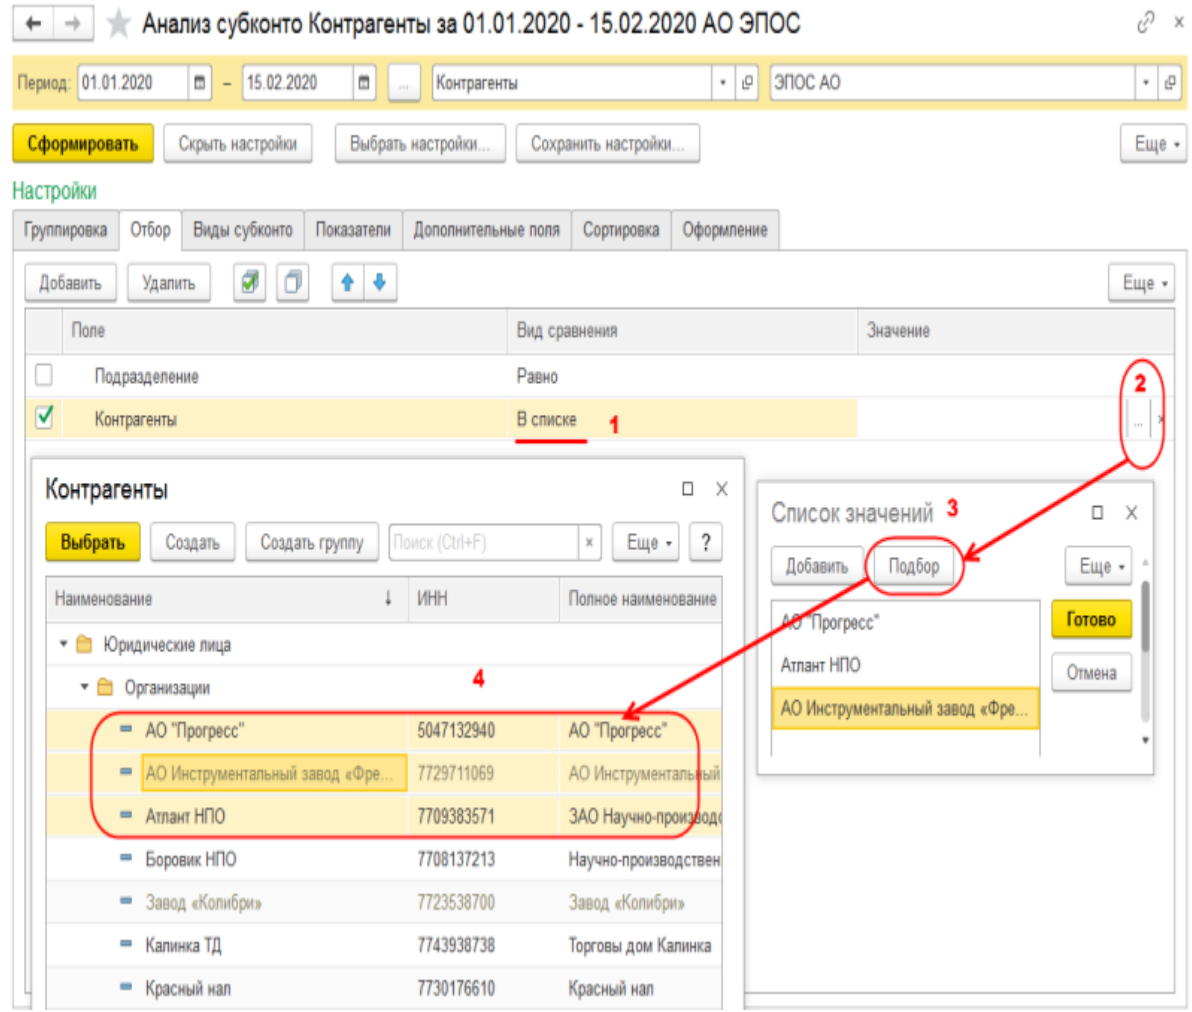 Анализ субконто Контрагенты за 01.01.2020 - 15.02.2020 АО ЭПОС
Период: 01.01.2020 – 15.02.2020 ... Контрагенты ЭПОС АО
Сформировать Скрыть настройки Выбрать настройки... Сохранить настройки... Еще
Настройки
Группировка Отбор Виды субконто Показатели Дополнительные поля Сортировка Оформление
Добавить Удалить Еще
Поле Вид сравнения Значение
Подразделение Равно 2
Контрагенты В списке 1 ... ×
Контрагенты
Выбрать Создать Создать группу Поиск (Ctrl+F) × Еще ?
Наименование ↓ ИНН Полное наименование
Юридические лица
Организации 4
АО "Прогресс" 5047132940 АО "Прогресс"
АО Инструментальный завод «Фре... 7729711069 АО Инструментальный
Атлант НПО 7709383571 ЗАО Научно-производс
Боровик НПО 7708137213 Научно-производствен
Завод «Колибри» 7723538700 Завод «Колибри»
Калинка ТД 7743938738 Торговы дом Калинка
Красный нал 7730176610 Красный нал
Список значений 3
Добавить Подбор Еще
АО "Прогресс" Готово
Атлант НПО Отмена
АО Инструментальный завод «Фре...